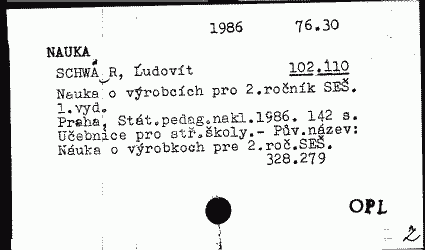 1986 76.30
NAUKA
SCHWÁ R, Ľudovít 102.110
Nauka o výrobcích pro 2.ročník SEŠ.
1.vyd.
Praha, Stát.pedag.nakl.1986. 142 s.
Učebnice pro stř.školy.- Pův.název:
Náuka o výrobkoch pre 2.roč.SEŠ.
328.279
OPL
2